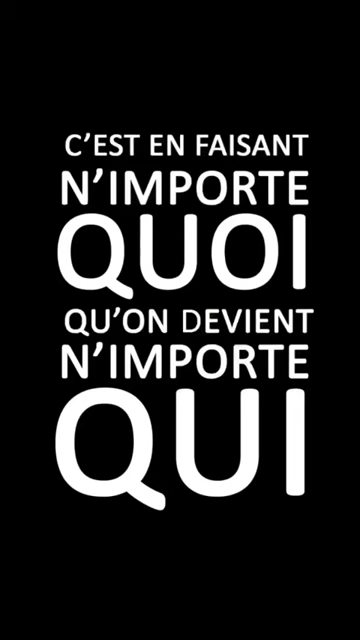 C’EST EN FAISANT
N’IMPORTE
QUOI
QU’ON DEVIENT
N’IMPORTE
QUI